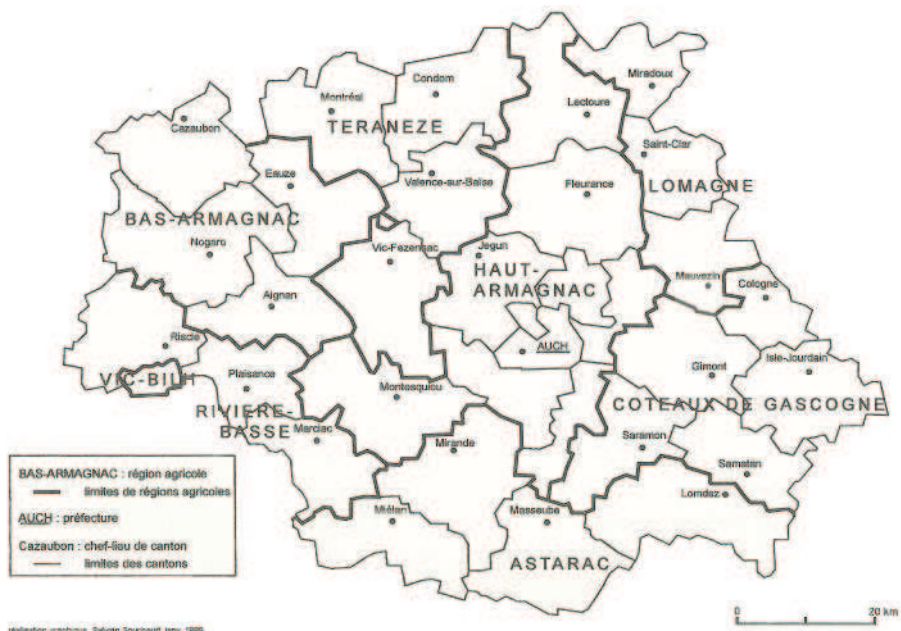 Condom
Miradoux
Montréal
Lectoure
Cazaubon
TERANEZE
Saint-Clar
Eauze
Valence-sur-Baïse
Fleurance
LOMAGNE
BAS-ARMAGNAC
Nogaro
Vic-Fezensac
Jegun
HAUT-
ARMAGNAC
Mauvezin
Cologne
Aignan
Riscle
AUCH
Isle-Jourdain
Gimont
VIC-BILH
Plaisance
Montesquieu
COTEAUX DE GASCOGNE
RIVIERE-
BASSE
Marciac
Mirande
Saramon
Samatan
Lombez
Miélan
Masseube
ASTARAC
BAS-ARMAGNAC : région agricole
limites de régions agricoles
AUCH : préfecture
Cazaubon : chef-lieu de canton
limites des cantons
0 20 km